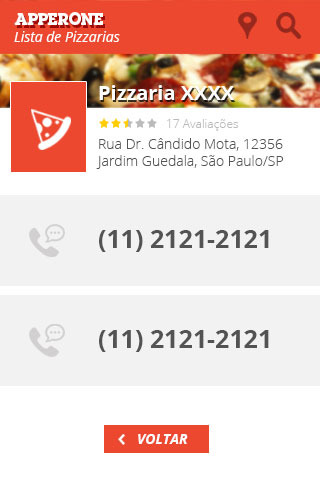 APPERONE
Lista de Pizzarias
Pizzaria XXXX
17 Avaliações
Rua Dr. Cândido Mota, 12356
Jardim Guedala, São Paulo/SP
(11) 2121-2121
(11) 2121-2121
VOLTAR